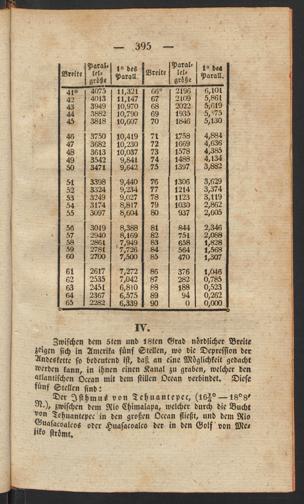 — 395 —
Breite | Parallelgröße | 1° des Parall. | Breite | Parallelgröße | 1° des Parall.
41° 4075 11,321 66° 2196 6,101
42 4013 11,147 67 2109 5,861
43 3949 10,970 68 2022 5,619
44 3882 10,790 69 1935 5,375
45 3818 10,607 70 1846 5,130
46 3750 10,419 71 1758 4,884
47 3682 10,230 72 1669 4,636
48 3613 10,037 73 1578 4,385
49 3542 9,841 74 1488 4,134
50 3471 9,642 75 1397 3,882
51 3398 9,440 76 1306 3,629
52 3324 9,234 77 1214 3,374
53 3249 9,027 78 1123 3,119
54 3174 8,817 79 1030 2,862
55 3097 8,604 80 937 2,605
56 3019 8,388 81 844 2,346
57 2940 8,169 82 751 2,088
58 2861 7,949 83 658 1,828
59 2781 7,726 84 564 1,568
60 2700 7,500 85 470 1,307
61 2617 7,272 86 376 1,046
62 2535 7,042 87 282 0,785
63 2451 6,810 88 188 0,523
64 2367 6,575 89 94 0,262
65 2282 6,339 90 0 0,000
IV.
Zwischen dem 5ten und 18ten Grad nördlicher Breite
zeigen sich in Amerika fünf Stellen, wo die Depression der
Andeskette so bedeutend ist, daß an eine Möglichkeit gedacht
werden kann, in ihnen einen Kanal zu graben, welcher den
atlantischen Ocean mit dem stillen Ocean verbindet. Diese
fünf Stellen sind:
Der Isthmus von Tehuantepec, (16¾° — 18°8′
N.), zwischen dem Rio Chimalapa, welcher durch die Bucht
von Tehuantepec in den großen Ocean fließt, und dem Rio
Guasacoalcos oder Huasacoalco der in den Golf von Me-
jiko strömt.